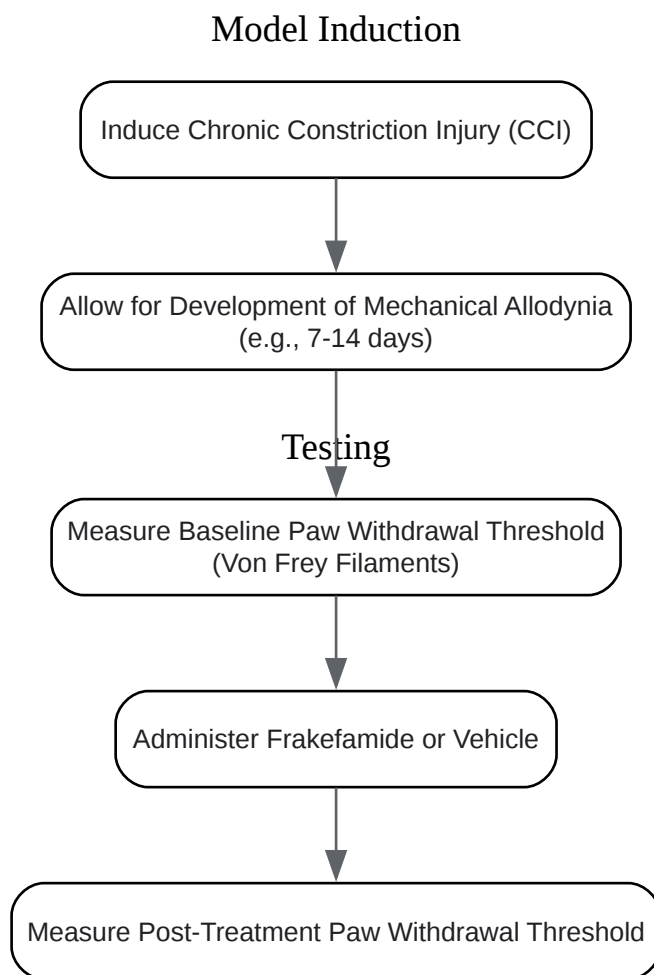 Model Induction
Induce Chronic Constriction Injury (CCI)
Allow for Development of Mechanical Allodynia
(e.g., 7-14 days)
Testing
Measure Baseline Paw Withdrawal Threshold
(Von Frey Filaments)
Administer Frakefamide or Vehicle
Measure Post-Treatment Paw Withdrawal Threshold